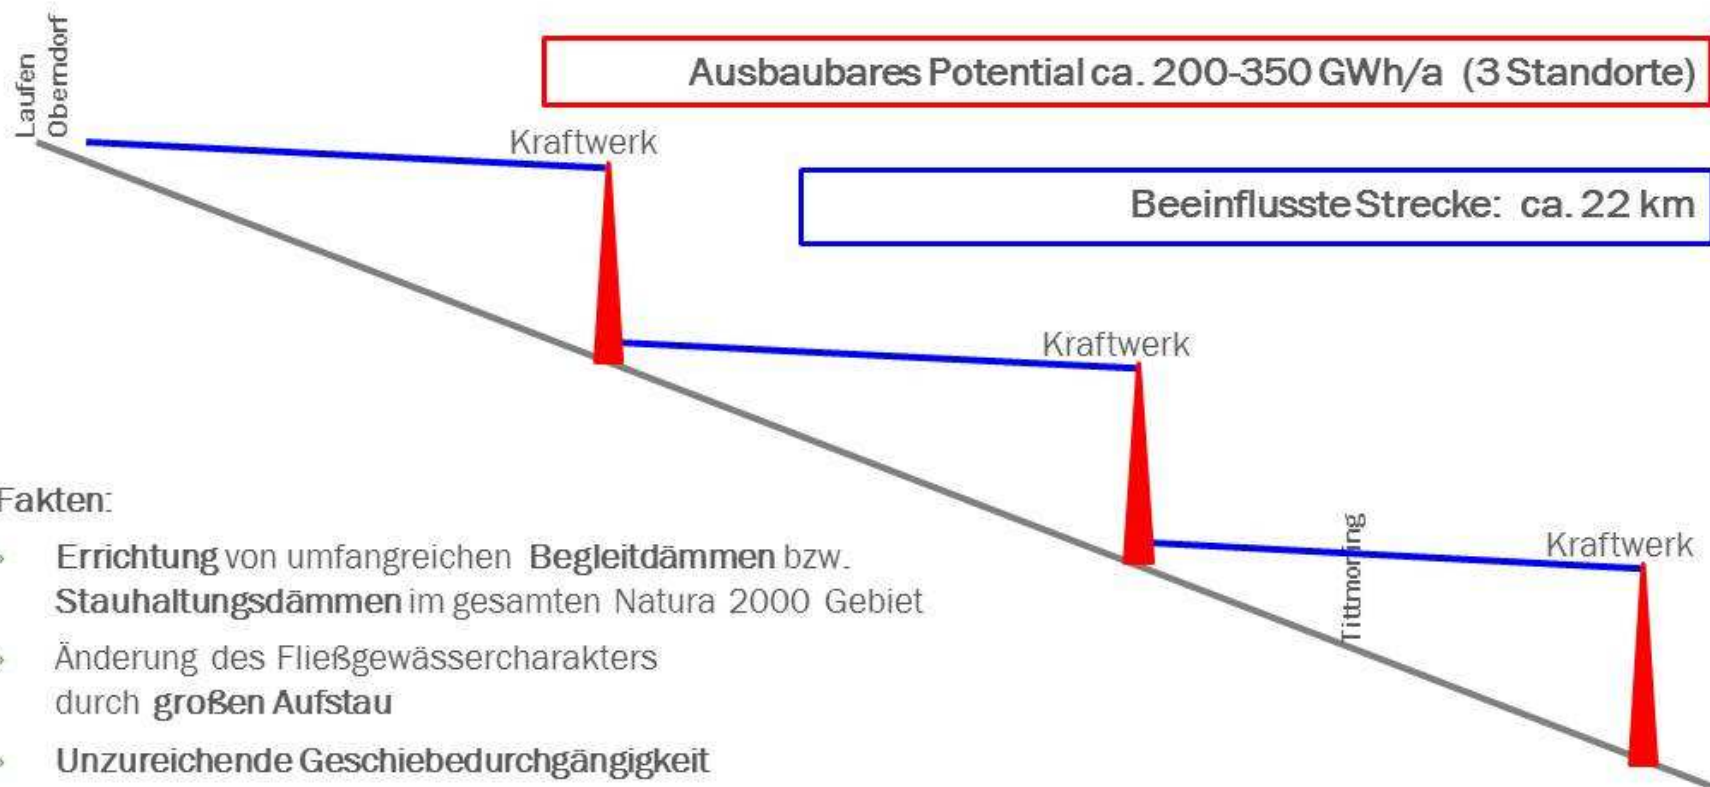 Laufen
Oberndorf
Ausbaubares Potential ca. 200-350 GWh/a (3 Standorte)
Kraftwerk
Beeinflusste Strecke: ca. 22 km
Kraftwerk
Tittmoning
Kraftwerk
Fakten:
Errichtung von umfangreichen Begleitdämmen bzw.
Stauhaltungsdämmen im gesamten Natura 2000 Gebiet
Änderung des Fließgewässercharakters
durch großen Aufstau
Unzureichende Geschiebedurchgängigkeit